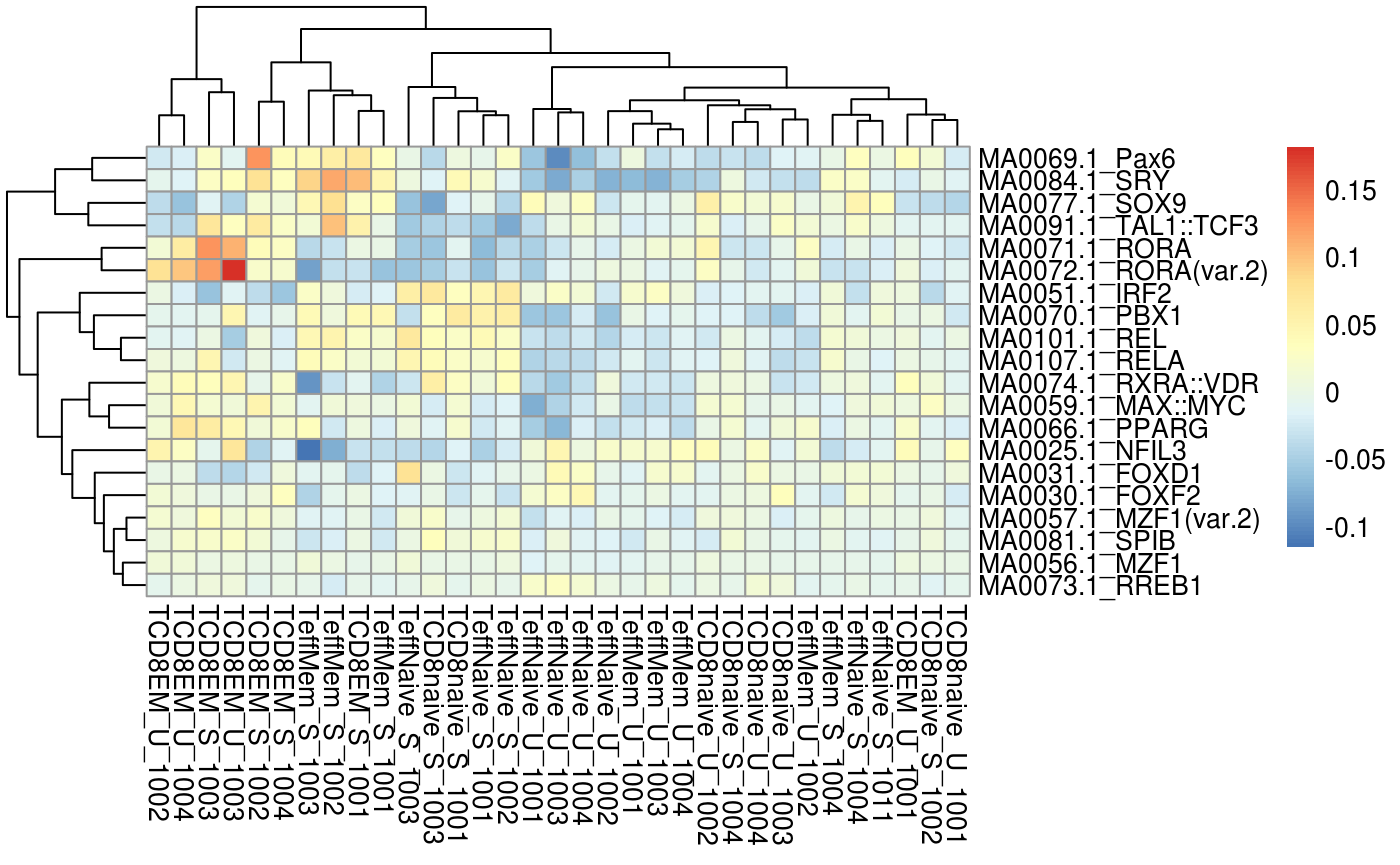 MA0069.1_Pax6
MA0084.1_SRY
MA0077.1_SOX9
MA0091.1_TAL1::TCF3
MA0071.1_RORA
MA0072.1_RORA(var.2)
MA0051.1_IRF2
MA0070.1_PBX1
MA0101.1_REL
MA0107.1_RELA
MA0074.1_RXRA::VDR
MA0059.1_MAX::MYC
MA0066.1_PPARG
MA0025.1_NFIL3
MA0031.1_FOXD1
MA0030.1_FOXF2
MA0057.1_MZF1(var.2)
MA0081.1_SPIB
MA0056.1_MZF1
MA0073.1_RREB1
0.15
0.1
0.05
0
-0.05
-0.1
TCD8EM_U_1002
TCD8EM_U_1004
TCD8EM_S_1003
TCD8EM_U_1003
TCD8EM_S_1002
TCD8EM_S_1004
TeffMem_S_1003
TeffMem_S_1002
TCD8EM_S_1001
TeffMem_S_1001
TeffNaive_S_1003
TCD8naive_S_1003
TCD8naive_S_1001
TeffNaive_S_1001
TeffNaive_S_1002
TeffNaive_U_1001
TeffNaive_U_1003
TeffNaive_U_1004
TeffNaive_U_1002
TeffMem_U_1001
TeffMem_U_1003
TeffMem_U_1004
TCD8naive_U_1002
TCD8naive_S_1004
TCD8naive_U_1004
TCD8naive_U_1003
TeffMem_U_1002
TeffMem_S_1004
TeffNaive_S_1004
TeffNaive_S_1011
TCD8EM_U_1001
TCD8naive_S_1002
TCD8naive_U_1001